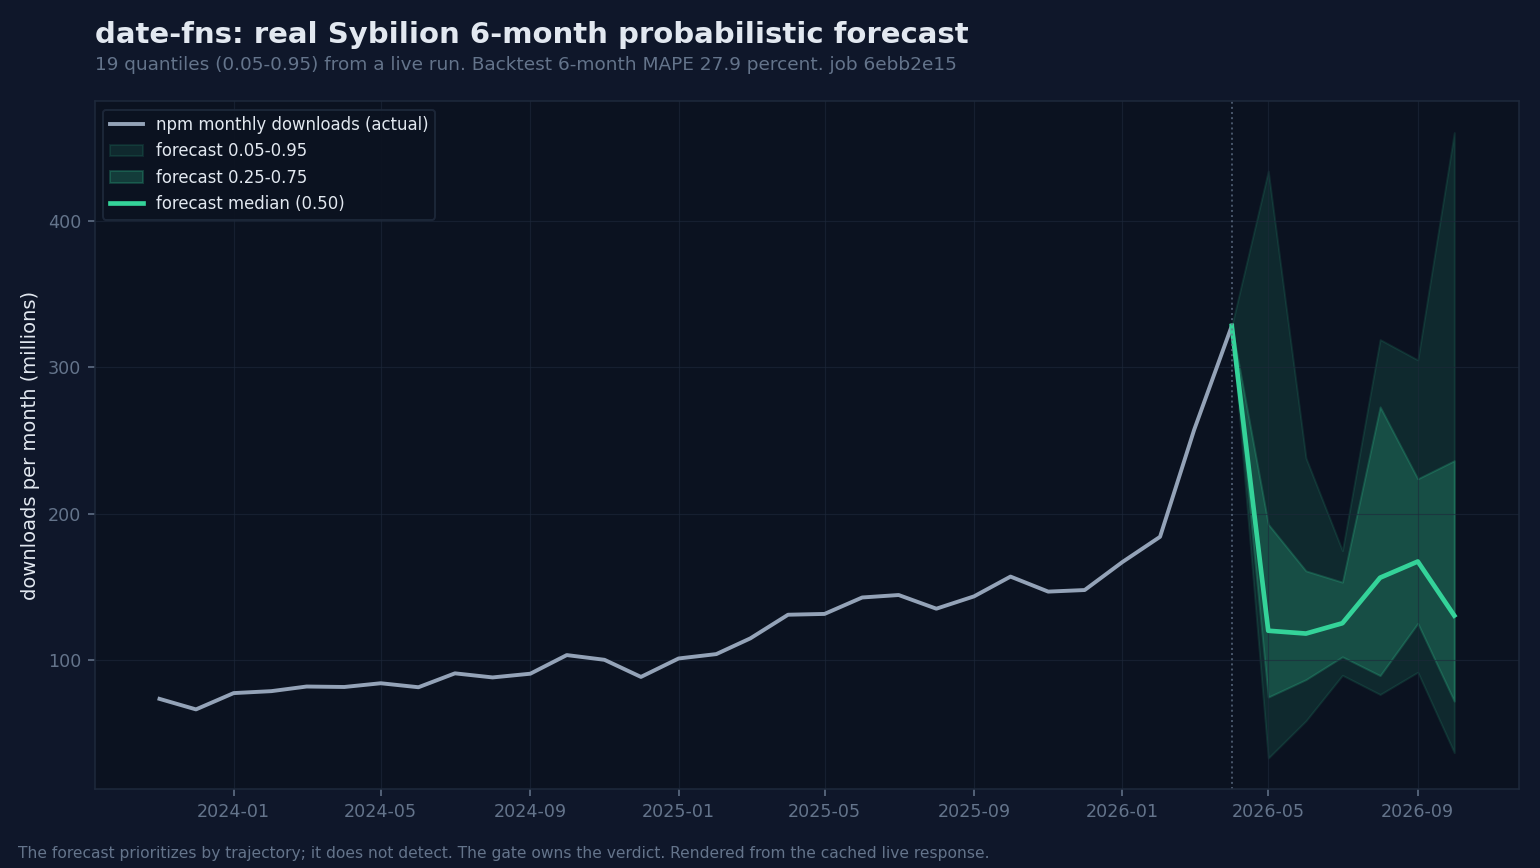 date-fns: real Sybilion 6-month probabilistic forecast
19 quantiles (0.05-0.95) from a live run. Backtest 6-month MAPE 27.9 percent. job 6ebb2e15
npm monthly downloads (actual)
forecast 0.05-0.95
forecast 0.25-0.75
forecast median (0.50)
downloads per month (millions)
400
300
200
100
2024-01 2024-05 2024-09 2025-01 2025-05 2025-09 2026-01 2026-05 2026-09
The forecast prioritizes by trajectory; it does not detect. The gate owns the verdict. Rendered from the cached live response.